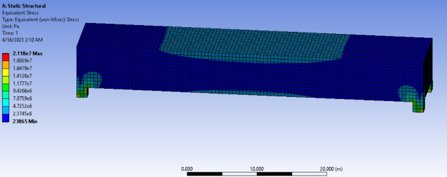 A: Static Structural
Equivalent Stress
Type: Equivalent (von-Mises) Stress
Unit: Pa
Time: 1
4/16/2023 2:10 AM
2.118e7 Max
1.8829e7
1.6479e7
1.4128e7
1.1777e7
9.4266e6
7.0759e6
4.7252e6
2.3745e6
23865 Min
0.000
10.000
20.000 (m)